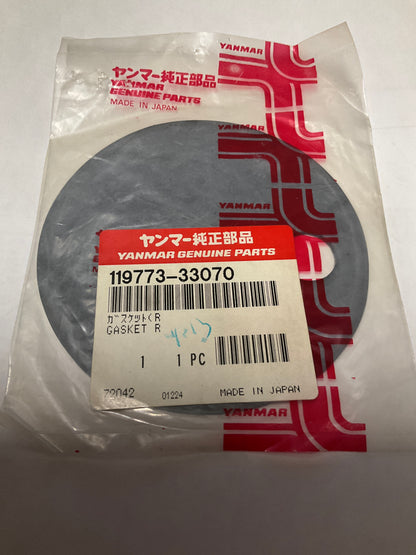 YANMAR
ヤンマー純正部品
YANMAR
GENUINE PARTS
MADE IN JAPAN
ヤンマー純正部品
YANMAR GENUINE PARTS
119773-33070
ガスケット(R
GASKET R
1 1 PC
72042 01224 MADE IN JAPAN
YANMAR